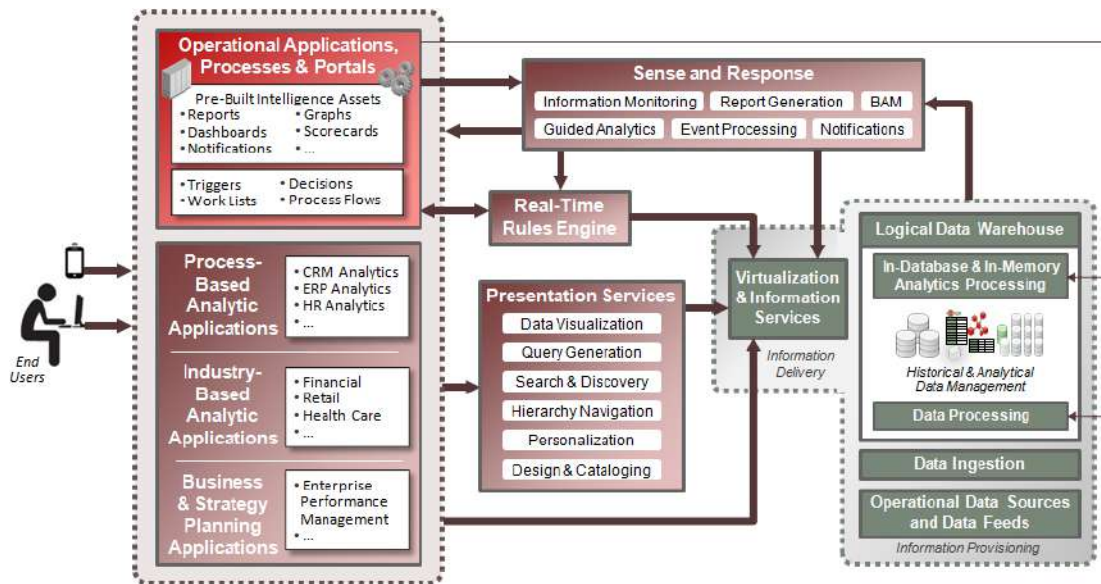 Operational Applications,
Processes & Portals
Pre-Built Intelligence Assets
• Reports
• Dashboards
• Notifications
• Graphs
• Scorecards
• ...
• Triggers
• Work Lists
• Decisions
• Process Flows
Process-
Based
Analytic
Applications
• CRM Analytics
• ERP Analytics
• HR Analytics
• ...
Industry-
Based
Analytic
Applications
• Financial
• Retail
• Health Care
• ...
Business
& Strategy
Planning
Applications
• Enterprise
Performance
Management
• ...
End
Users
Sense and Response
Information Monitoring
Report Generation
BAM
Guided Analytics
Event Processing
Notifications
Real-Time
Rules Engine
Presentation Services
Data Visualization
Query Generation
Search & Discovery
Hierarchy Navigation
Personalization
Design & Cataloging
Virtualization
& Information
Services
Information
Delivery
Logical Data Warehouse
In-Database & In-Memory
Analytics Processing
Historical & Analytical
Data Management
Data Processing
Data Ingestion
Operational Data Sources
and Data Feeds
Information Provisioning